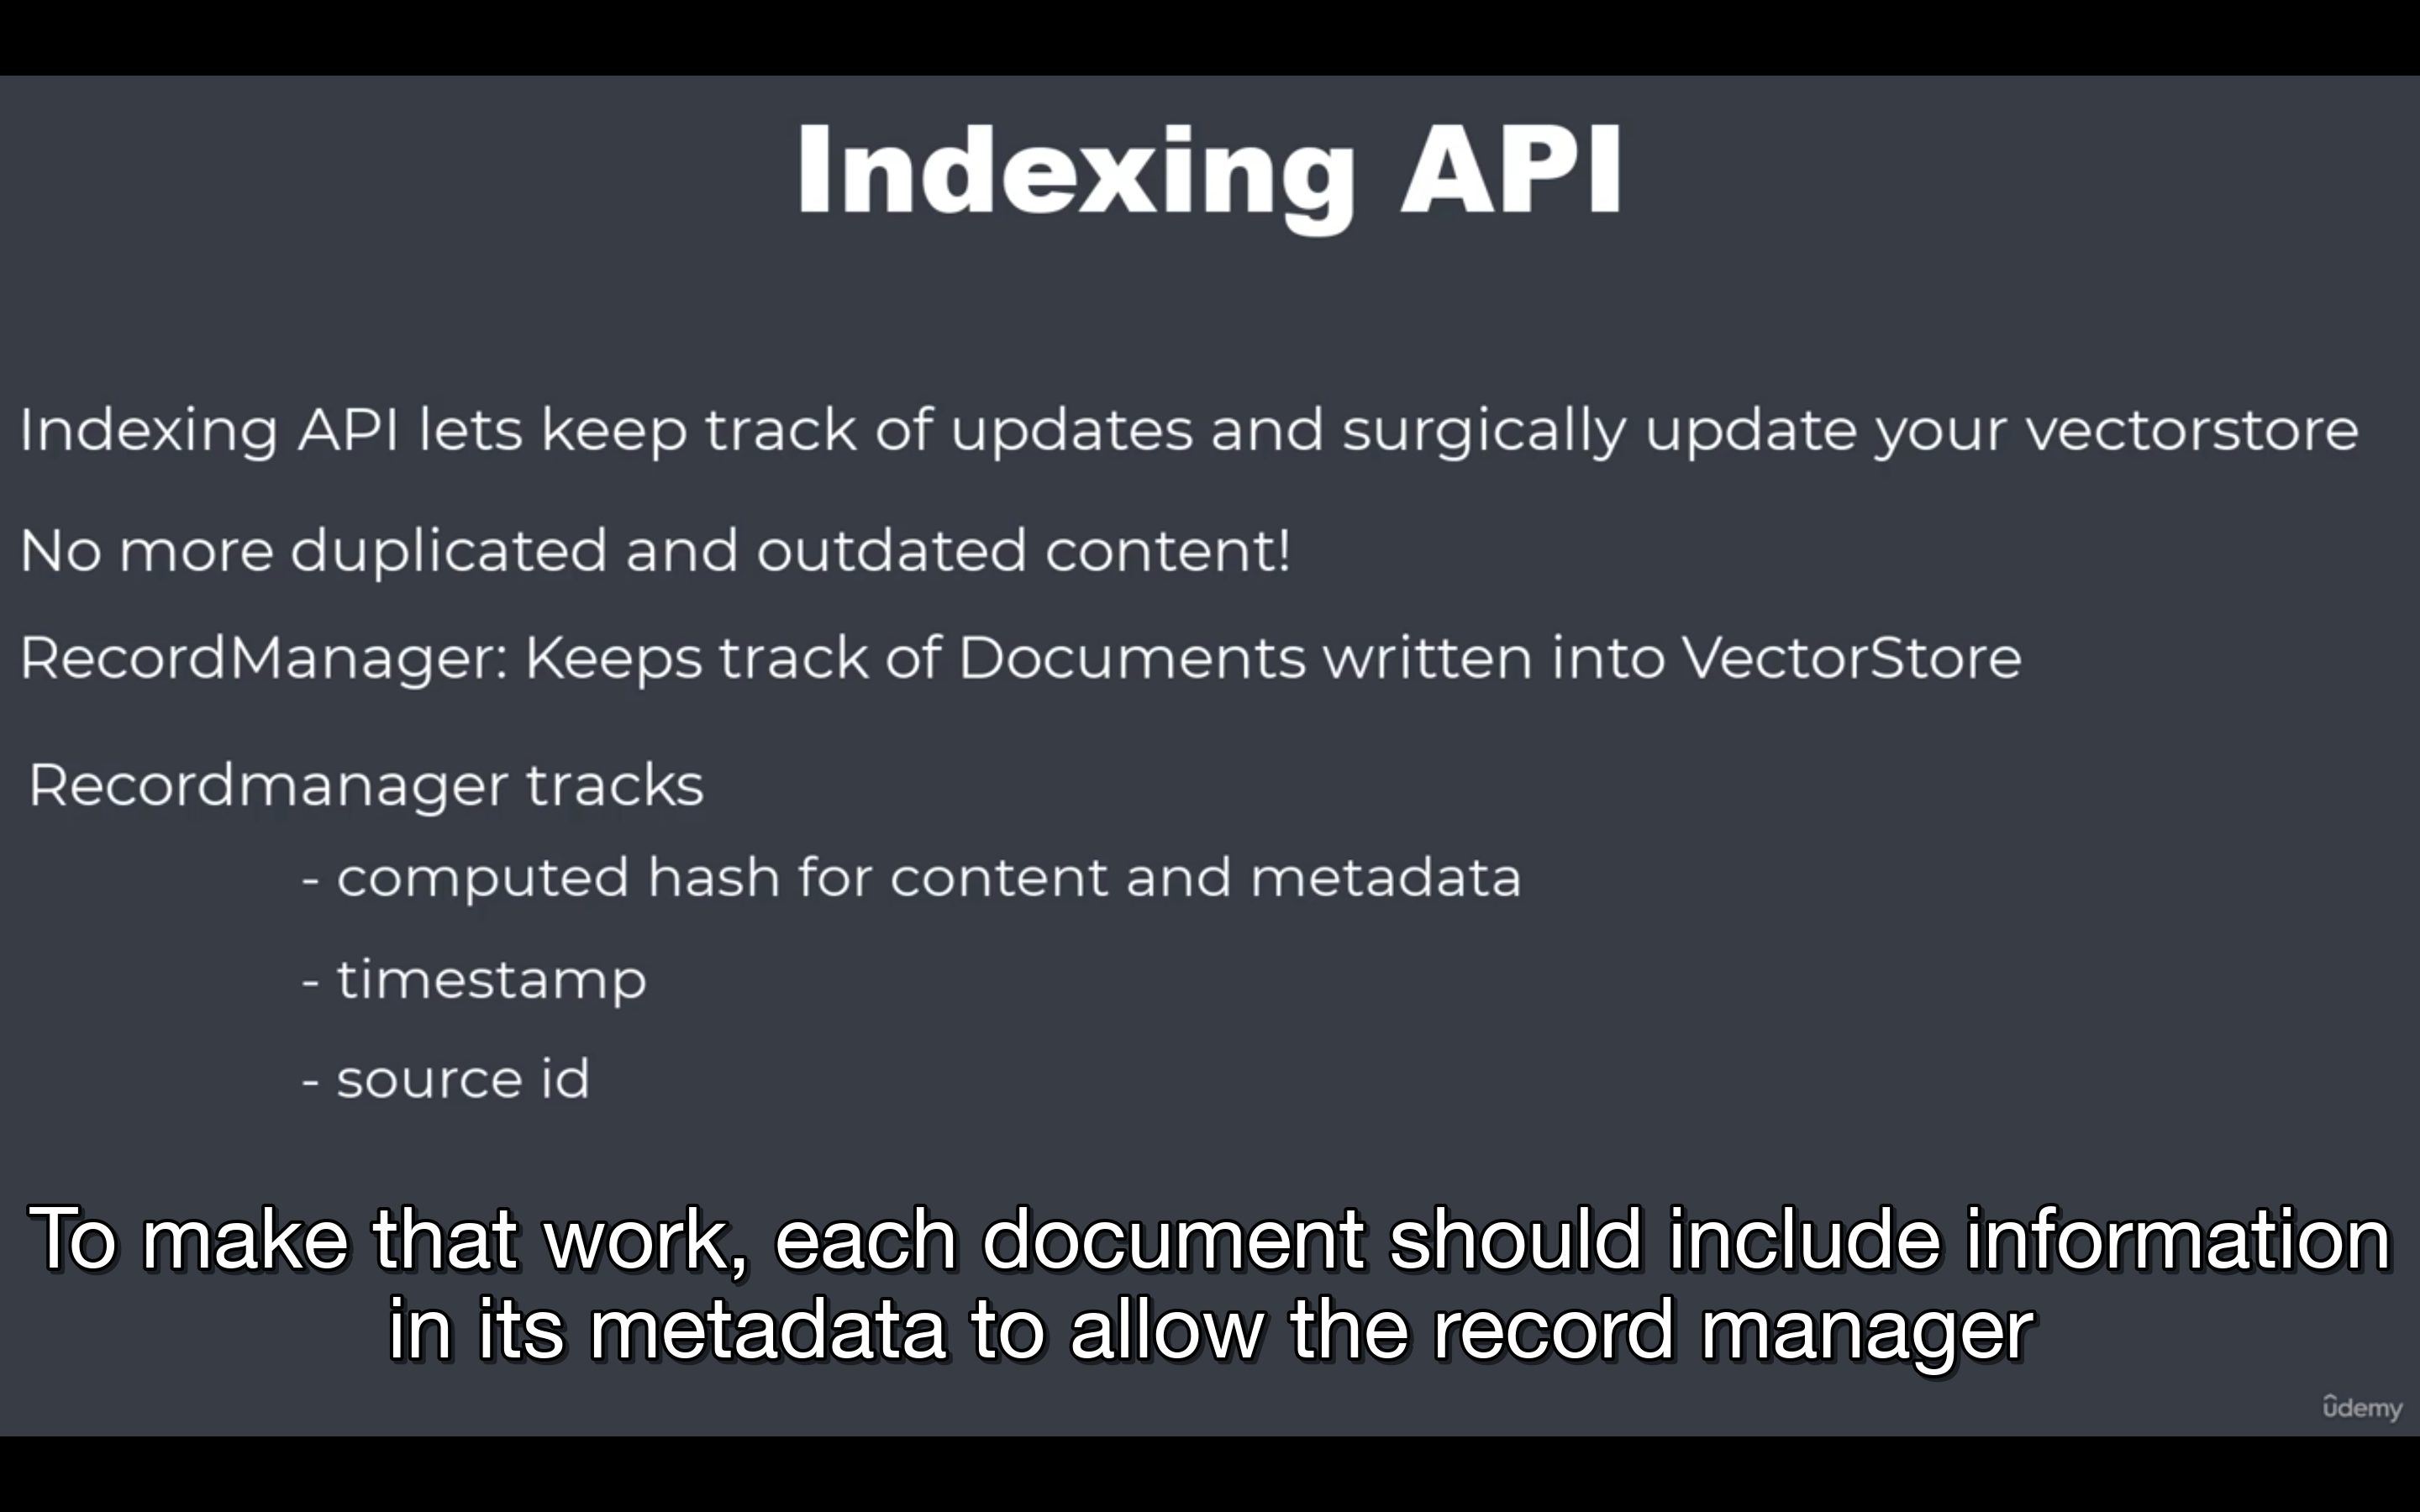 Indexing API
Indexing API lets keep track of updates and surgically update your vectorstore
No more duplicated and outdated content!
RecordManager: Keeps track of Documents written into VectorStore
Recordmanager tracks
- computed hash for content and metadata
- timestamp
- source id
To make that work, each document should include information
in its metadata to allow the record manager
ûdemy